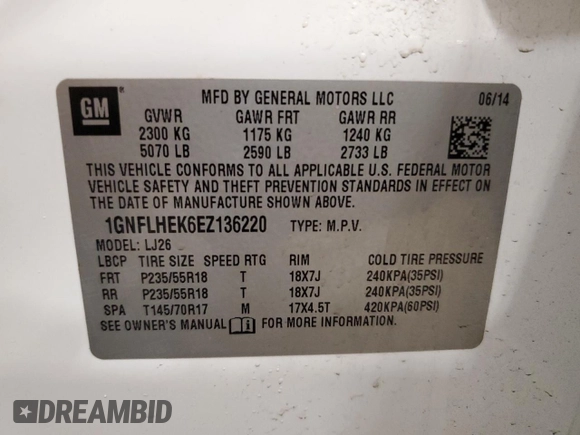 GM
MFD BY GENERAL MOTORS LLC 06/14
GVWR GAWR FRT GAWR RR
2300 KG 1175 KG 1240 KG
5070 LB 2590 LB 2733 LB
THIS VEHICLE CONFORMS TO ALL APPLICABLE U.S. FEDERAL MOTOR
VEHICLE SAFETY AND THEFT PREVENTION STANDARDS IN EFFECT ON
THE DATE OF MANUFACTURE SHOWN ABOVE.
1GNFLHEK6EZ136220 TYPE: M.P.V.
MODEL: LJ26
LBCP TIRE SIZE SPEED RTG RIM COLD TIRE PRESSURE
FRT P235/55R18 T 18X7J 240KPA(35PSI)
RR P235/55R18 T 18X7J 240KPA(35PSI)
SPA T145/70R17 M 17X4.5T 420KPA(60PSI)
SEE OWNER'S MANUAL FOR MORE INFORMATION.
DREAMBID